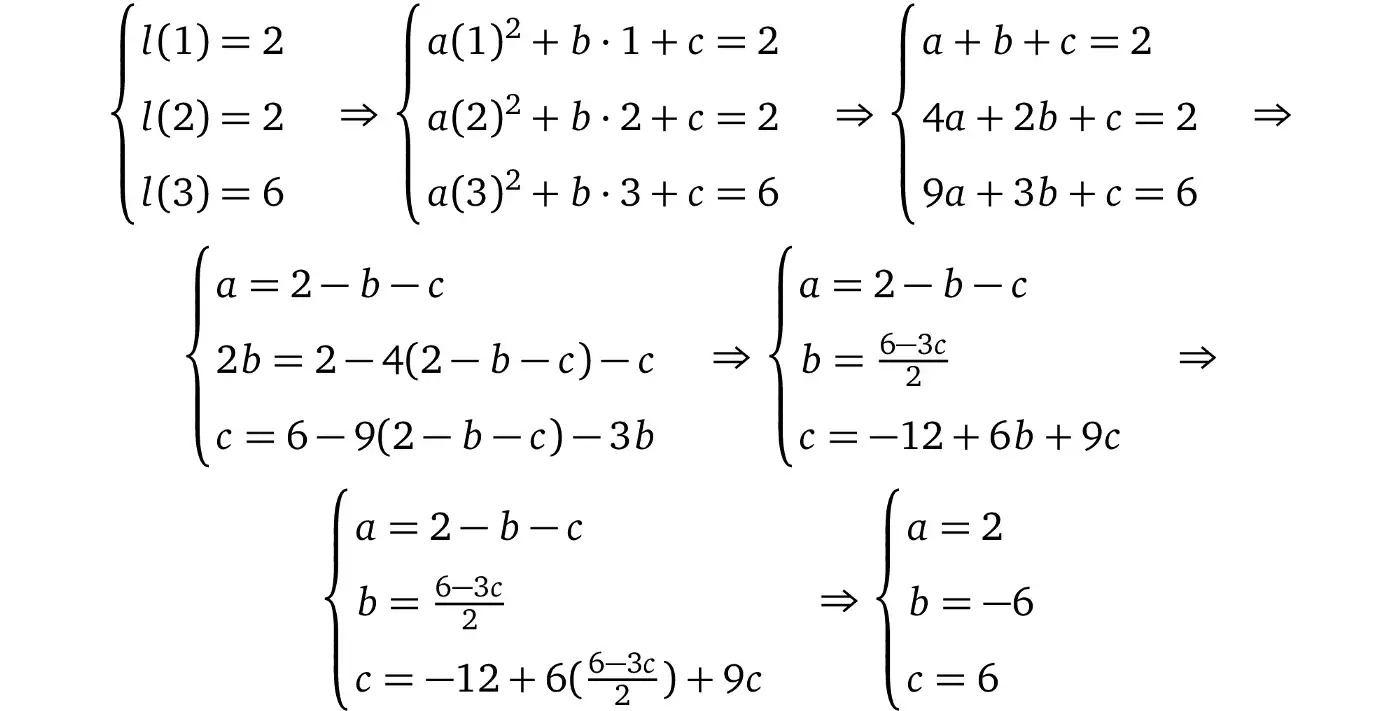 { l(1) = 2 ⇒ { a(1)² + b · 1 + c = 2 ⇒ { a + b + c = 2 ⇒
l(2) = 2 a(2)² + b · 2 + c = 2 4a + 2b + c = 2
l(3) = 6 a(3)² + b · 3 + c = 6 9a + 3b + c = 6
{ a = 2 − b − c ⇒ { a = 2 − b − c ⇒
2b = 2 − 4(2 − b − c) − c b = (6−3c)/2
c = 6 − 9(2 − b − c) − 3b c = −12 + 6b + 9c
{ a = 2 − b − c ⇒ { a = 2
b = (6−3c)/2 b = −6
c = −12 + 6((6−3c)/2) + 9c c = 6